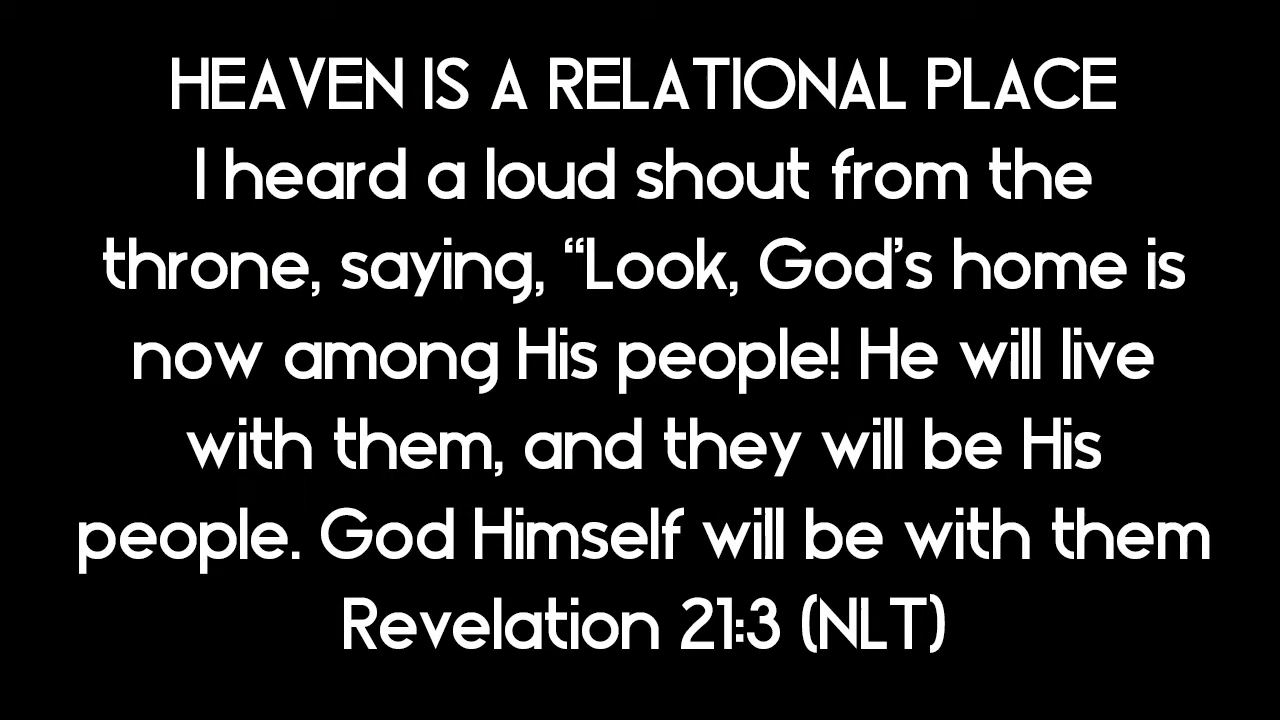 HEAVEN IS A RELATIONAL PLACE
I heard a loud shout from the
throne, saying, “Look, God’s home is
now among His people! He will live
with them, and they will be His
people. God Himself will be with them
Revelation 21:3 (NLT)